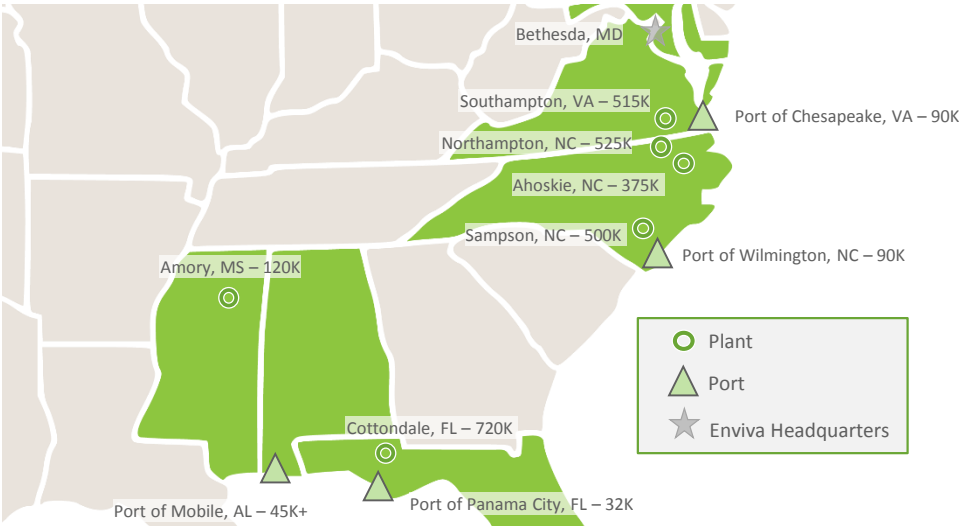 Bethesda, MD
Southampton, VA – 515K
Port of Chesapeake, VA – 90K
Northampton, NC – 525K
Ahoskie, NC – 375K
Sampson, NC – 500K
Port of Wilmington, NC – 90K
Amory, MS – 120K
Plant
Port
Enviva Headquarters
Cottondale, FL – 720K
Port of Mobile, AL – 45K+
Port of Panama City, FL – 32K